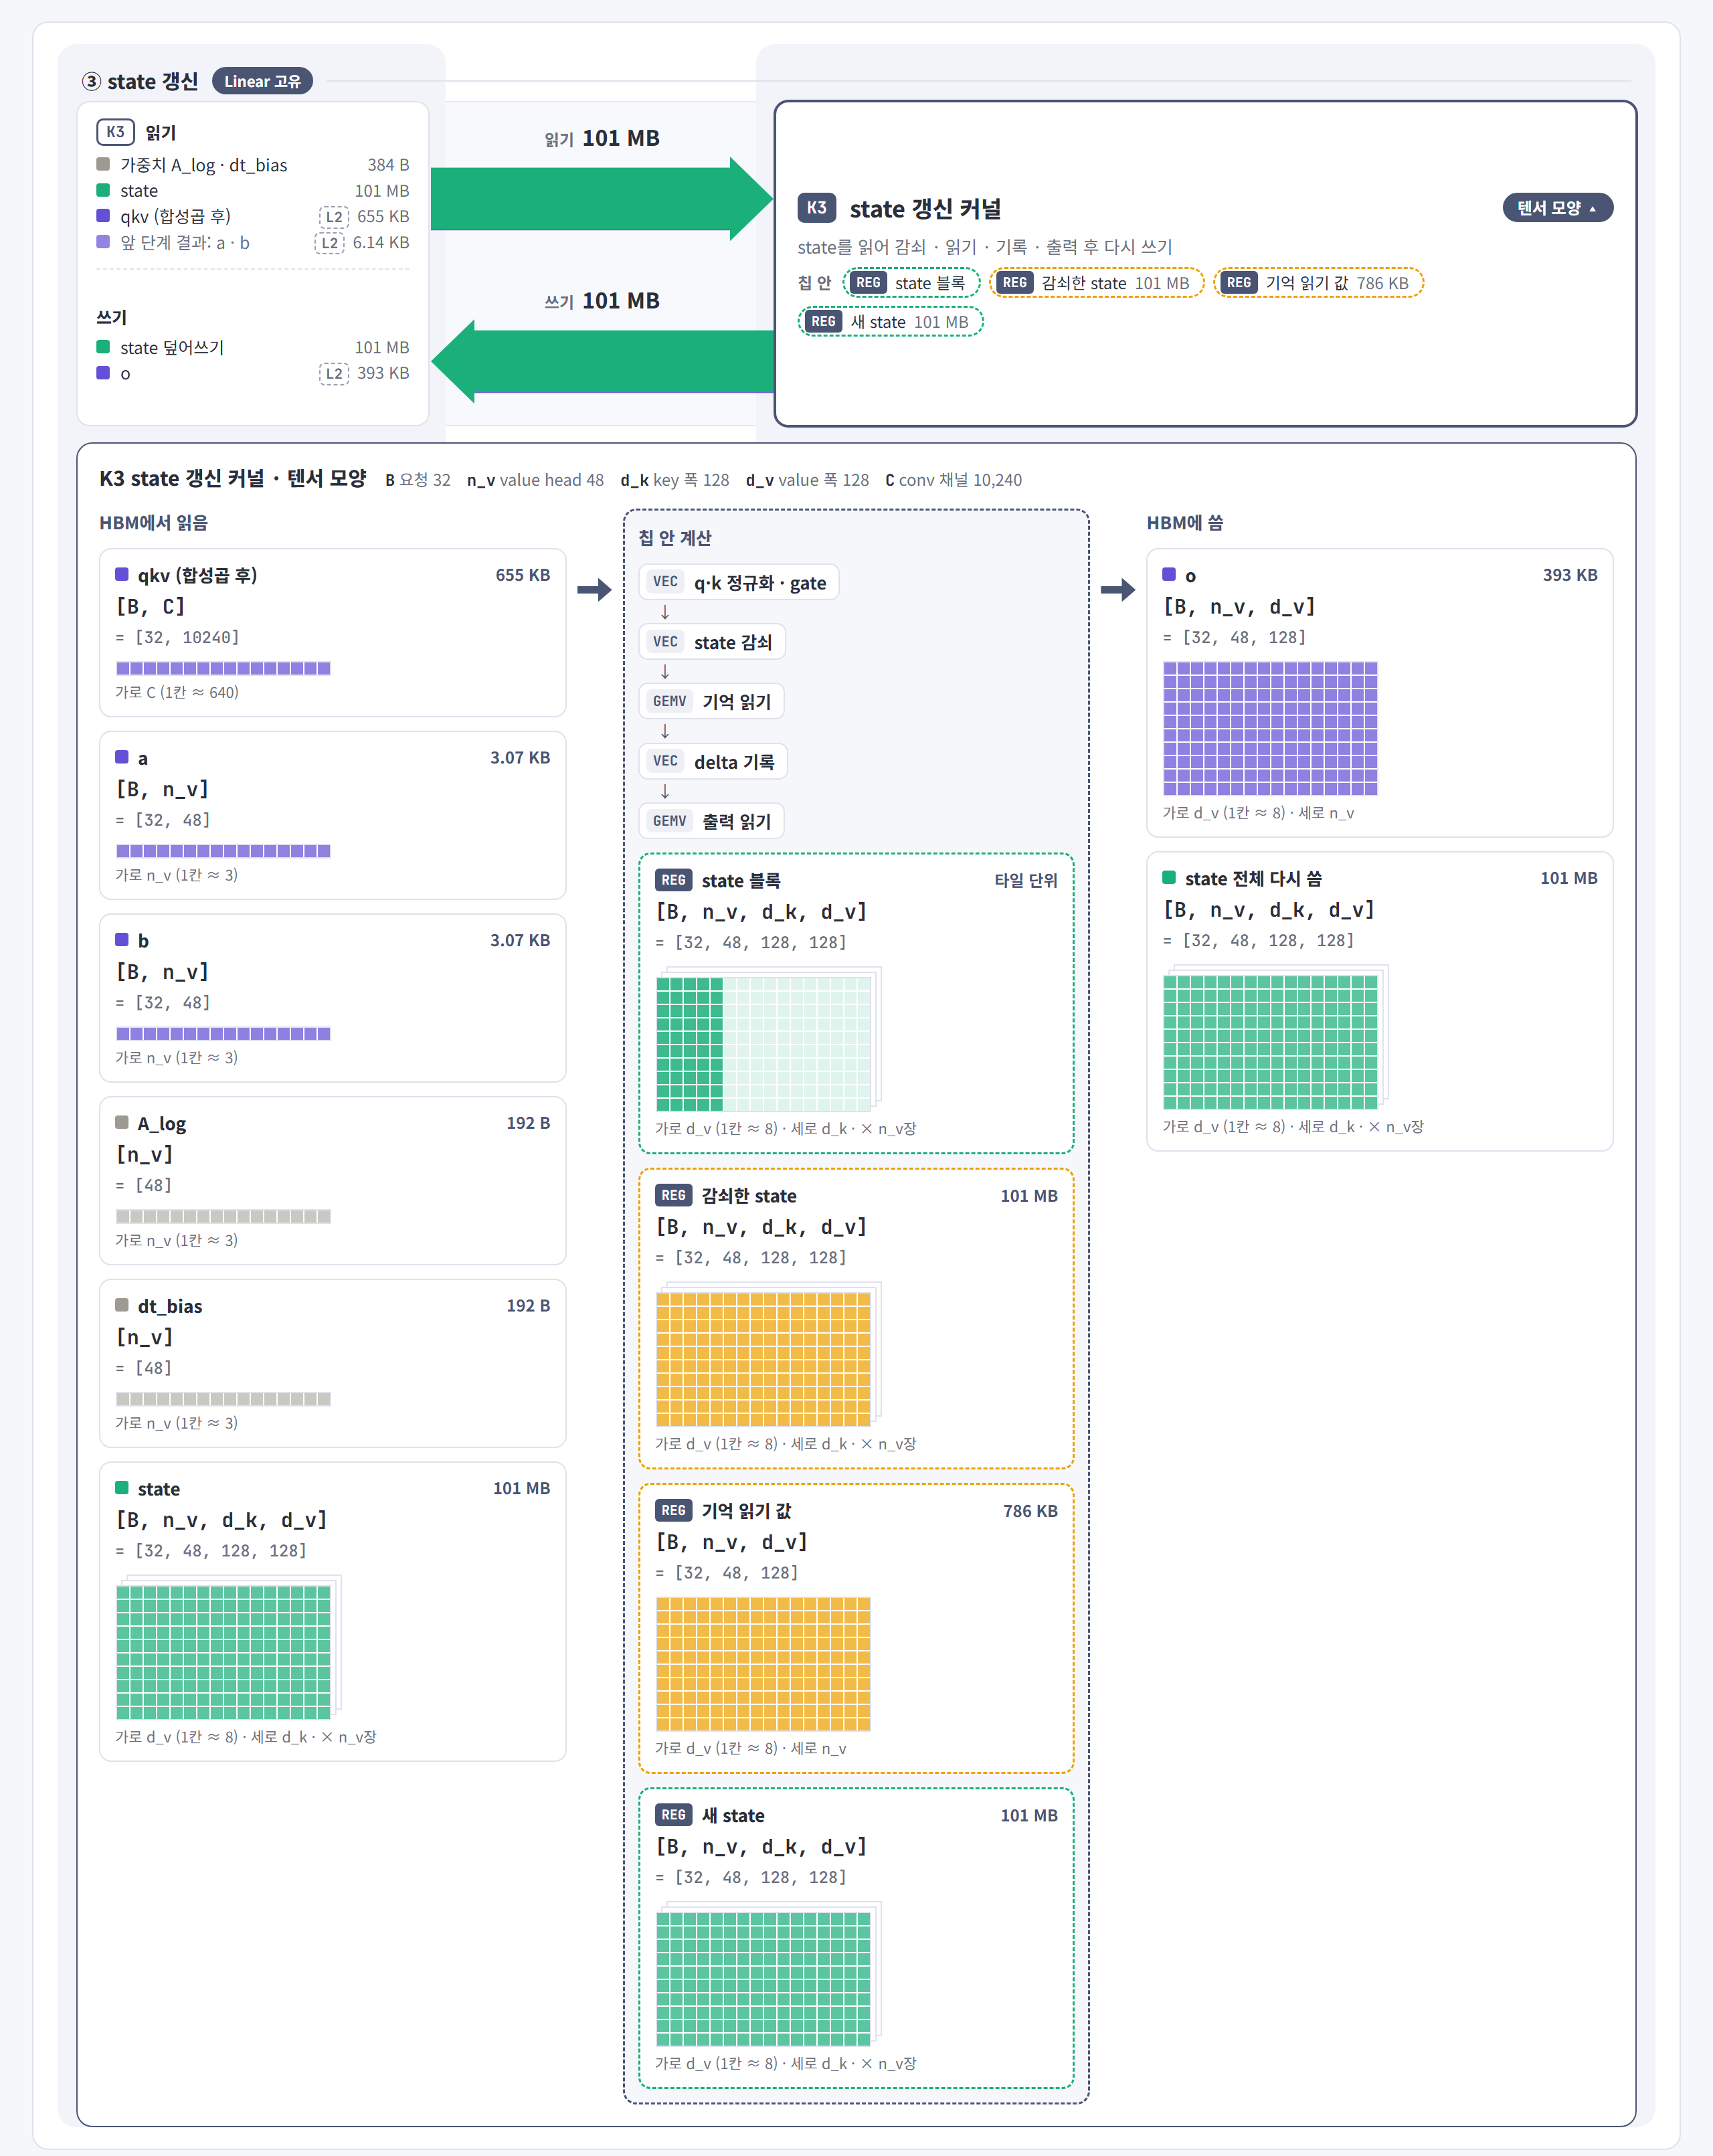 ③ state 갱신 Linear 고유
K3 읽기
가중치 A_log · dt_bias 384 B
state 101 MB
qkv (합성곱 후) L2 655 KB
앞 단계 결과: a · b L2 6.14 KB
쓰기
state 덮어쓰기 101 MB
o L2 393 KB
읽기 101 MB
쓰기 101 MB
K3 state 갱신 커널 텐서 모양 ▲
state를 읽어 감쇠 · 읽기 · 기록 · 출력 후 다시 쓰기
칩 안 REG state 블록 REG 감쇠한 state 101 MB REG 기억 읽기 값 786 KB
REG 새 state 101 MB
K3 state 갱신 커널 · 텐서 모양 B 요청 32 n_v value head 48 d_k key 폭 128 d_v value 폭 128 C conv 채널 10,240
HBM에서 읽음
qkv (합성곱 후) 655 KB
[B, C]
= [32, 10240]
가로 C (1칸 ≈ 640)
a 3.07 KB
[B, n_v]
= [32, 48]
가로 n_v (1칸 ≈ 3)
b 3.07 KB
[B, n_v]
= [32, 48]
가로 n_v (1칸 ≈ 3)
A_log 192 B
[n_v]
= [48]
가로 n_v (1칸 ≈ 3)
dt_bias 192 B
[n_v]
= [48]
가로 n_v (1칸 ≈ 3)
state 101 MB
[B, n_v, d_k, d_v]
= [32, 48, 128, 128]
가로 d_v (1칸 ≈ 8) · 세로 d_k · × n_v장
칩 안 계산
VEC q·k 정규화 · gate
↓
VEC state 감쇠
↓
GEMV 기억 읽기
↓
VEC delta 기록
↓
GEMV 출력 읽기
REG state 블록 타일 단위
[B, n_v, d_k, d_v]
= [32, 48, 128, 128]
가로 d_v (1칸 ≈ 8) · 세로 d_k · × n_v장
REG 감쇠한 state 101 MB
[B, n_v, d_k, d_v]
= [32, 48, 128, 128]
가로 d_v (1칸 ≈ 8) · 세로 d_k · × n_v장
REG 기억 읽기 값 786 KB
[B, n_v, d_v]
= [32, 48, 128]
가로 d_v (1칸 ≈ 8) · 세로 n_v
REG 새 state 101 MB
[B, n_v, d_k, d_v]
= [32, 48, 128, 128]
가로 d_v (1칸 ≈ 8) · 세로 d_k · × n_v장
HBM에 씀
o 393 KB
[B, n_v, d_v]
= [32, 48, 128]
가로 d_v (1칸 ≈ 8) · 세로 n_v
state 전체 다시 씀 101 MB
[B, n_v, d_k, d_v]
= [32, 48, 128, 128]
가로 d_v (1칸 ≈ 8) · 세로 d_k · × n_v장